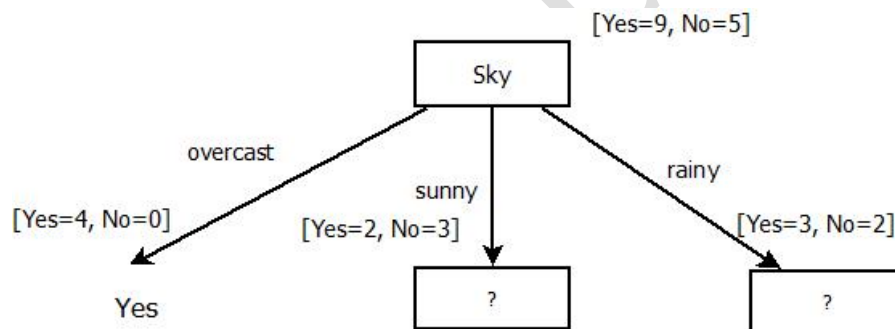 [Yes=9, No=5]
Sky
overcast
sunny
rainy
[Yes=4, No=0]
[Yes=2, No=3]
[Yes=3, No=2]
Yes
?
?